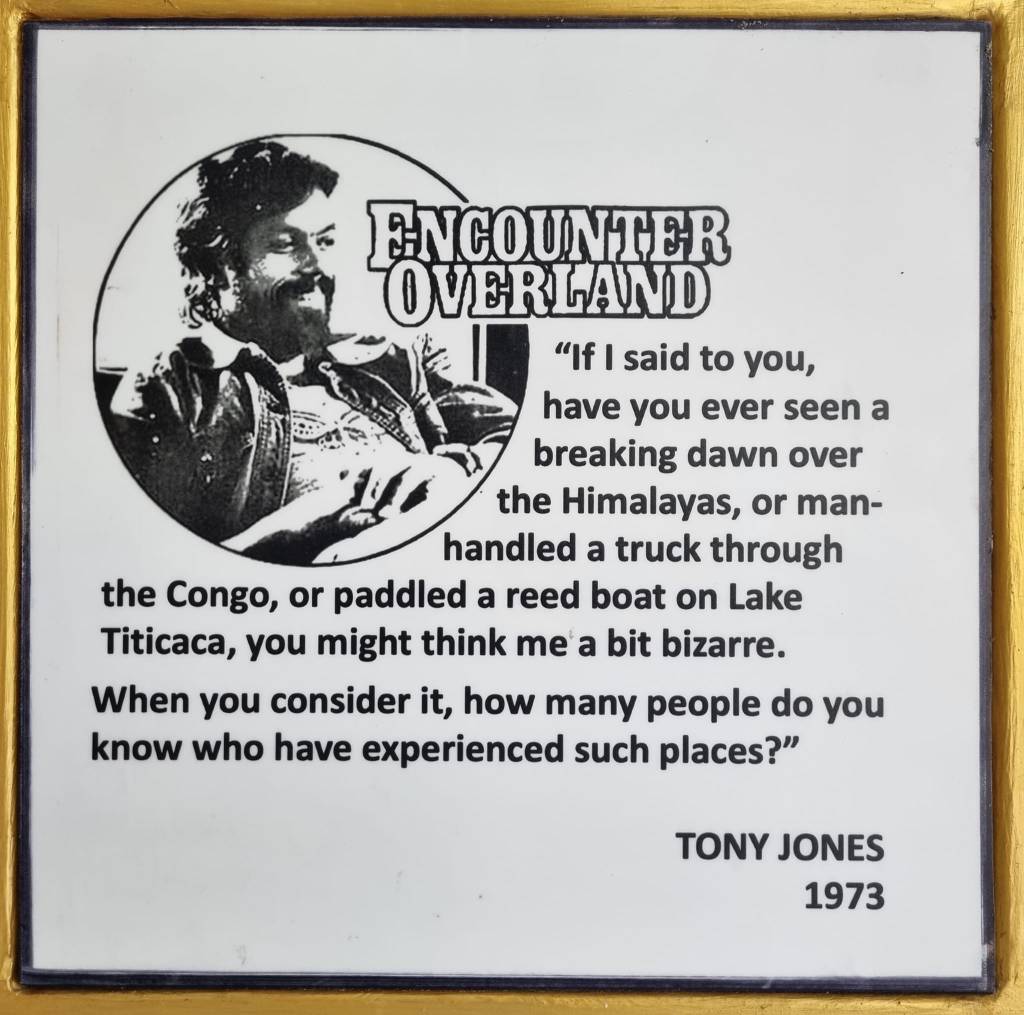 ENCOUNTER
OVERLAND
“If I said to you,
have you ever seen a
breaking dawn over
the Himalayas, or man-
handled a truck through
the Congo, or paddled a reed boat on Lake
Titicaca, you might think me a bit bizarre.
When you consider it, how many people do you
know who have experienced such places?”
TONY JONES
1973